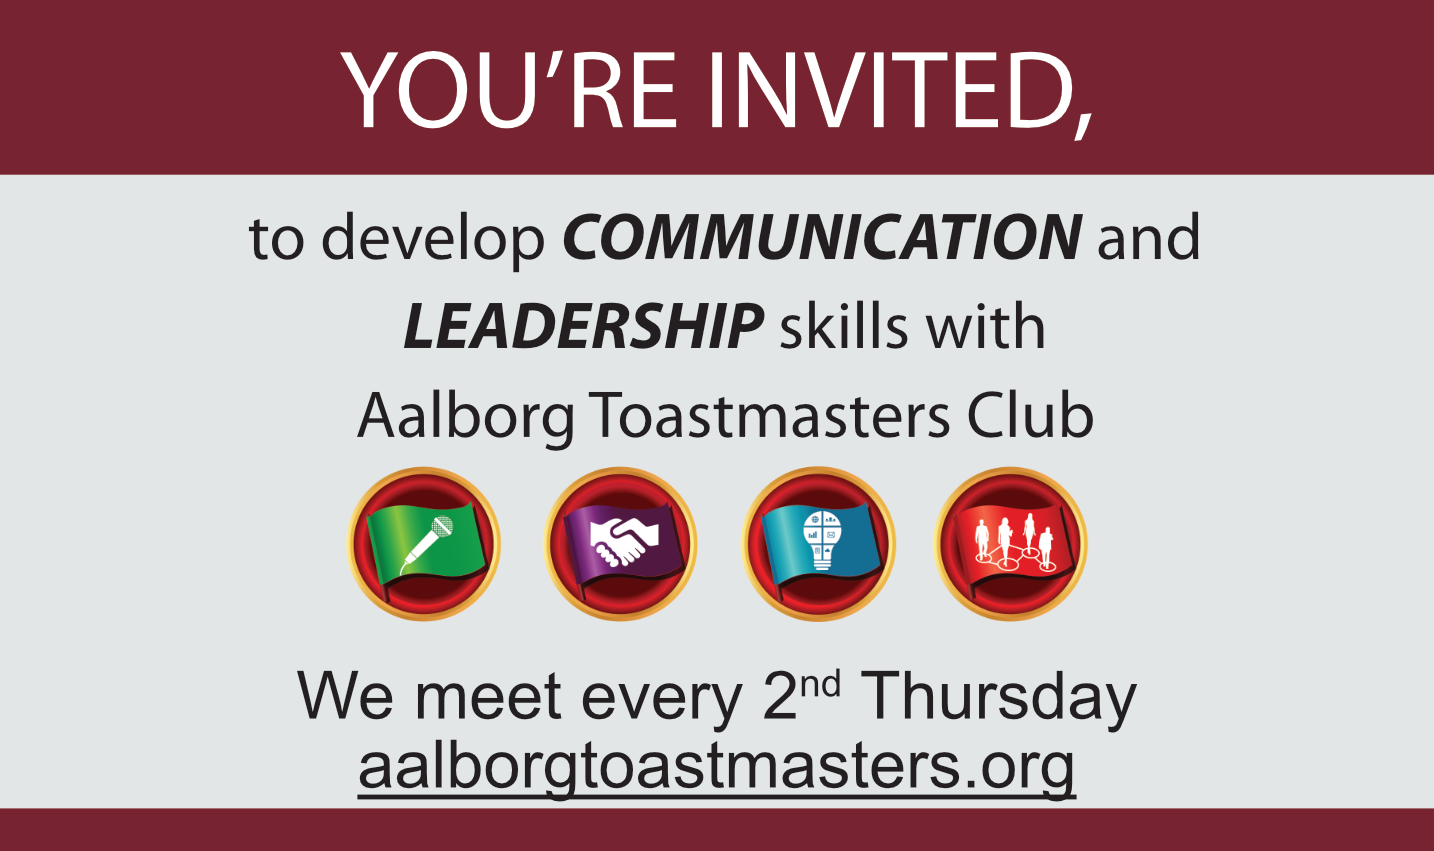 YOU’RE INVITED,
to develop COMMUNICATION and
LEADERSHIP skills with
Aalborg Toastmasters Club
We meet every 2nd Thursday
aalborgtoastmasters.org